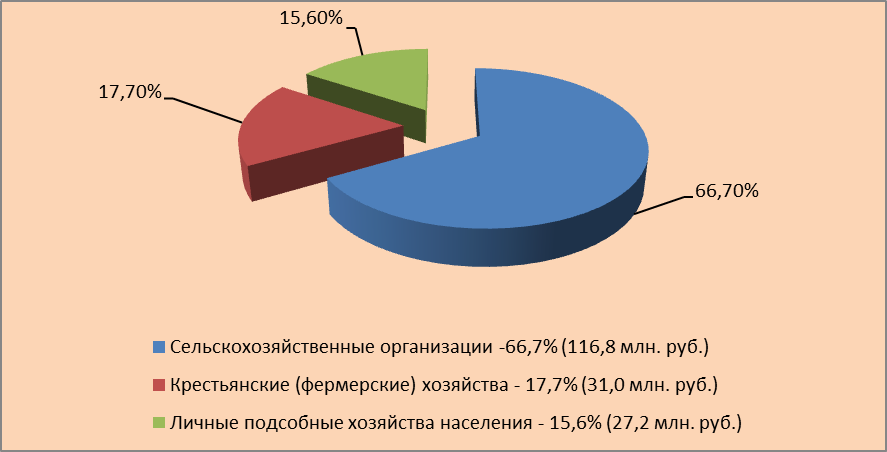 15,60%
17,70%
66,70%
Сельскохозяйственные организации -66,7% (116,8 млн. руб.)
Крестьянские (фермерские) хозяйства - 17,7% (31,0 млн. руб.)
Личные подсобные хозяйства населения - 15,6% (27,2 млн. руб.)